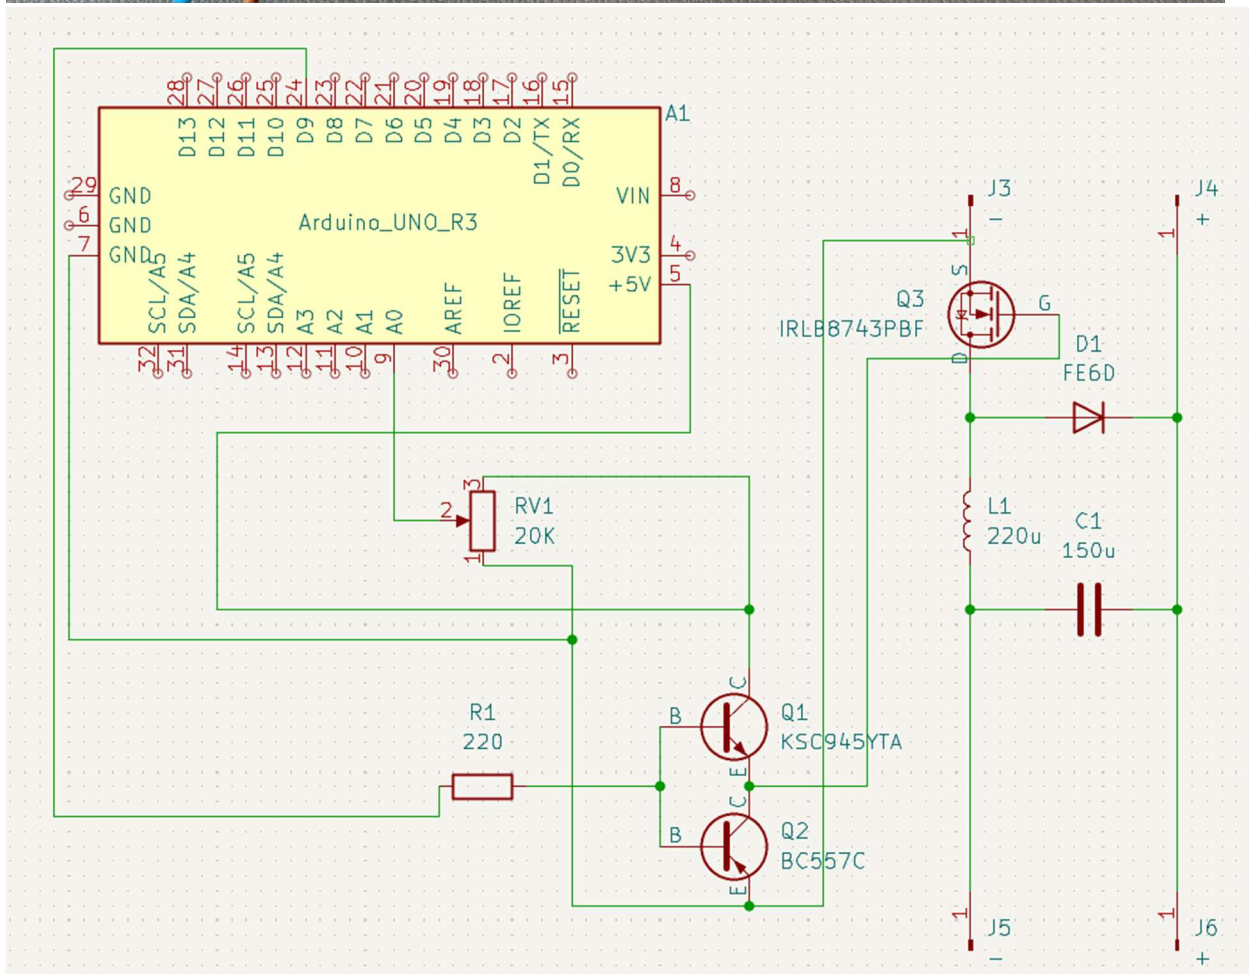 28
27
26
25
24
23
22
21
20
19
18
17
16
15
A1
D13
D12
D11
D10
D9
D8
D7
D6
D5
D4
D3
D2
D1/TX
D0/RX
29
GND
6
GND
7
GND
Arduino_UNO_R3
VIN
8
3V3
4
+5V
5
SCL/A5
SDA/A4
SCL/A5
SDA/A4
A3
A2
A1
A0
AREF
IOREF
RESET
32
31
14
13
12
11
10
9
30
2
3
J3
–
1
J4
+
1
S
Q3
IRLB8743PBF
G
D
D1
FE6D
3
2
RV1
20K
1
L1
220u
C1
150u
R1
220
C
B
Q1
KSC945YTA
E
C
B
Q2
BC557C
E
1
J5
–
1
J6
+